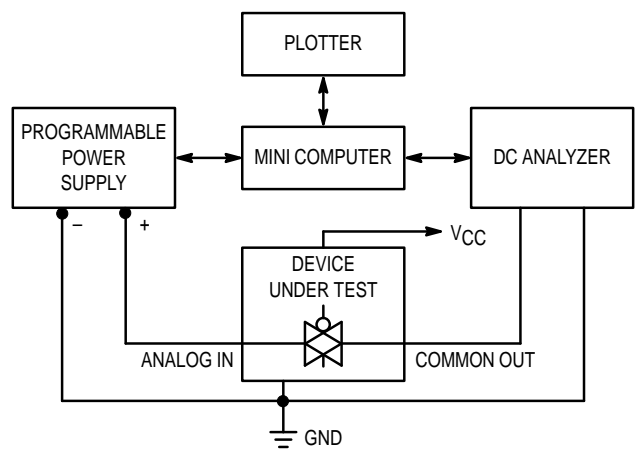 PLOTTER
PROGRAMMABLE
POWER
SUPPLY
MINI COMPUTER
DC ANALYZER
– +
VCC
DEVICE
UNDER TEST
ANALOG IN
COMMON OUT
GND